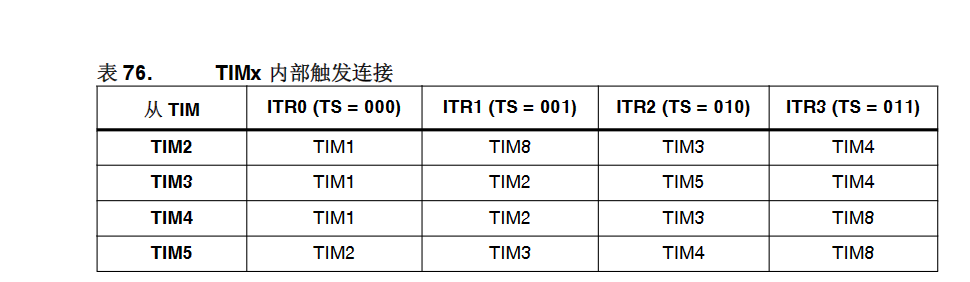 表 76. TIMx 内部触发连接
从 TIM ITR0 (TS = 000) ITR1 (TS = 001) ITR2 (TS = 010) ITR3 (TS = 011)
TIM2 TIM1 TIM8 TIM3 TIM4
TIM3 TIM1 TIM2 TIM5 TIM4
TIM4 TIM1 TIM2 TIM3 TIM8
TIM5 TIM2 TIM3 TIM4 TIM8